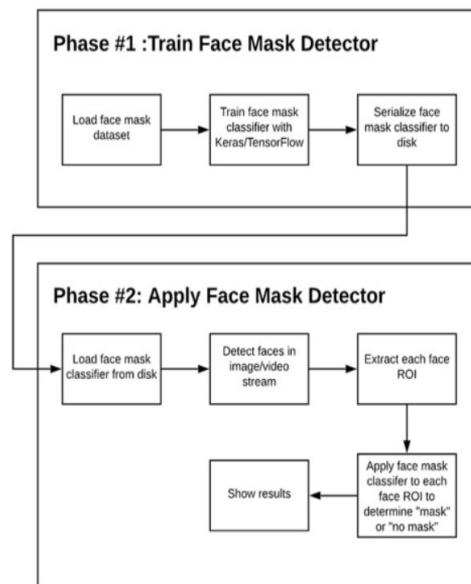 Phase #1 :Train Face Mask Detector
Load face mask
dataset
Train face mask
classifier with
Keras/TensorFlow
Serialize face
mask classifier to
disk
Phase #2: Apply Face Mask Detector
Load face mask
classifier from disk
Detect faces in
image/video
stream
Extract each face
ROI
Apply face mask
classifer to each
face ROI to
determine "mask"
or "no mask"
Show results